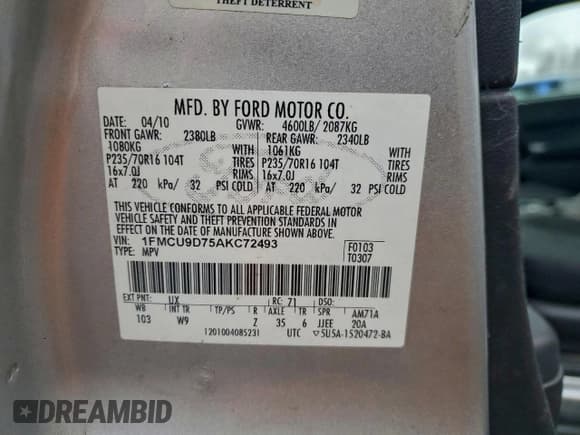 THEFT DETERRENT
MFD. BY FORD MOTOR CO.
DATE: 04/10 GVWR: 4600LB/ 2087KG
FRONT GAWR: 2380LB REAR GAWR: 2340LB
1080KG WITH 1061KG WITH
P235/70R16 104T TIRES P235/70R16 104T TIRES
16x7.0J RIMS 16x7.0J RIMS
AT 220 kPa/ 32 PSI COLD AT 220 kPa/ 32 PSI COLD
THIS VEHICLE CONFORMS TO ALL APPLICABLE FEDERAL MOTOR
VEHICLE SAFETY AND THEFT PREVENTION STANDARDS IN
EFFECT ON THE DATE OF MANUFACTURE SHOWN ABOVE.
VIN: 1FMCU9D75AKC72493 F0103
TYPE: MPV T0307
EXT PNT: UX RC: 71 DSO:
WB INT TR TP/PS R AXLE TR SPR AM71A
103 W9 Z 35 6 JJEE 20A
1201004085231 UTC 5U5A-1520472-BA
DREAMBID